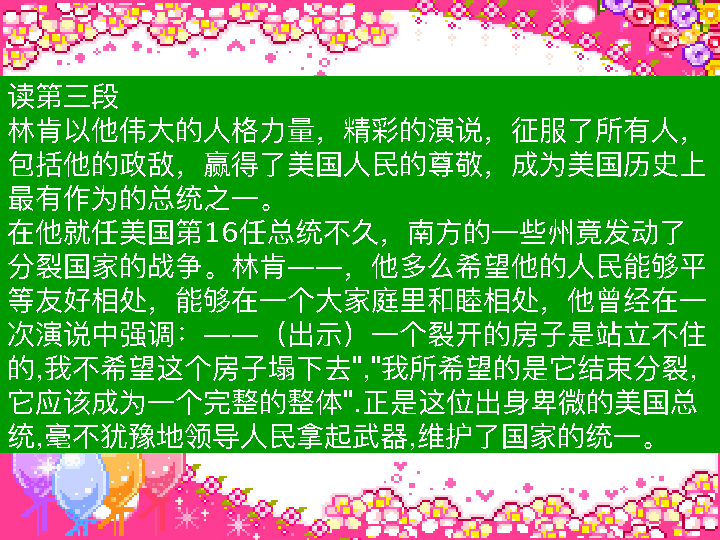 读第三段
林肯以他伟大的人格力量，精彩的演说，征服了所有人，
包括他的政敌，赢得了美国人民的尊敬，成为美国历史上
最有作为的总统之一。
在他就任美国第16任总统不久，南方的一些州竟发动了
分裂国家的战争。林肯——，他多么希望他的人民能够平
等友好相处，能够在一个大家庭里和睦相处，他曾经在一
次演说中强调：——（出示）一个裂开的房子是站立不住
的,我不希望这个房子塌下去","我所希望的是它结束分裂,
它应该成为一个完整的整体".正是这位出身卑微的美国总
统,毫不犹豫地领导人民拿起武器,维护了国家的统一。